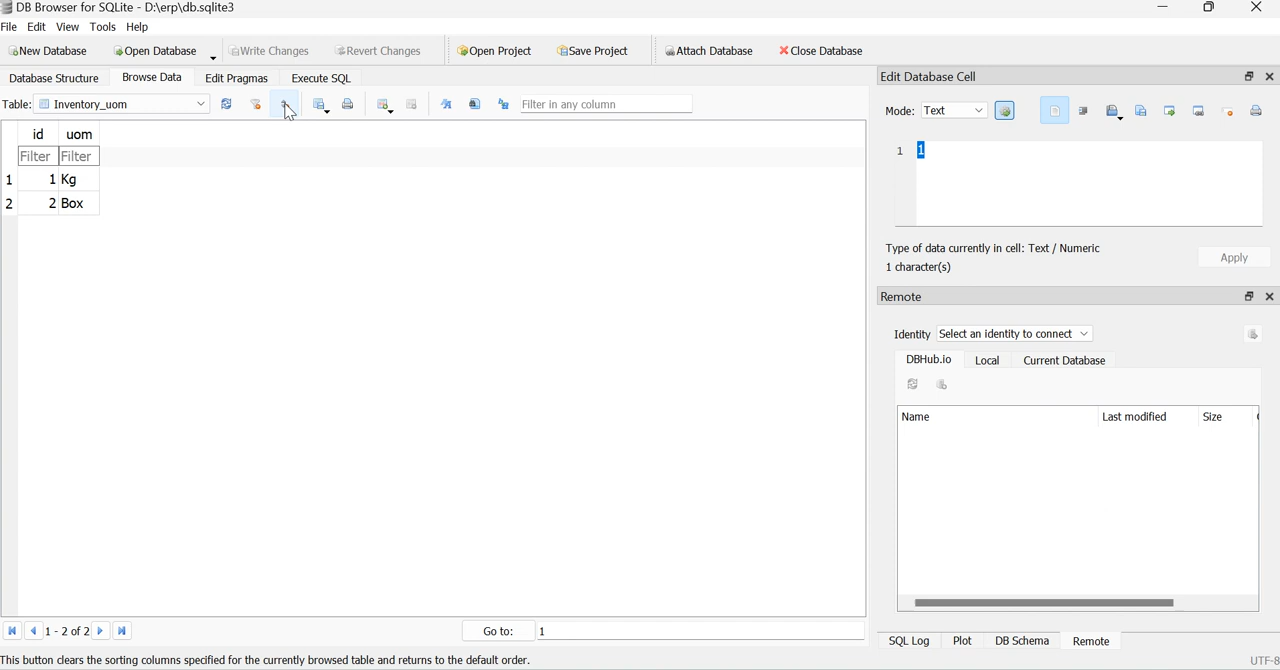 DB Browser for SQLite - D:\erp\db.sqlite3
File Edit View Tools Help
New Database Open Database Write Changes Revert Changes Open Project Save Project Attach Database Close Database
Database Structure Browse Data Edit Pragmas Execute SQL
Edit Database Cell
Table: Inventory_uom Filter in any column
Mode: Text
id uom
Filter Filter
1 1 Kg
2 2 Box
1 1
Type of data currently in cell: Text / Numeric
1 character(s)
Apply
Remote
Identity Select an identity to connect
DBHub.io Local Current Database
Name Last modified Size
1 - 2 of 2 Go to: 1
SQL Log Plot DB Schema Remote
This button clears the sorting columns specified for the currently browsed table and returns to the default order.
UTF-8